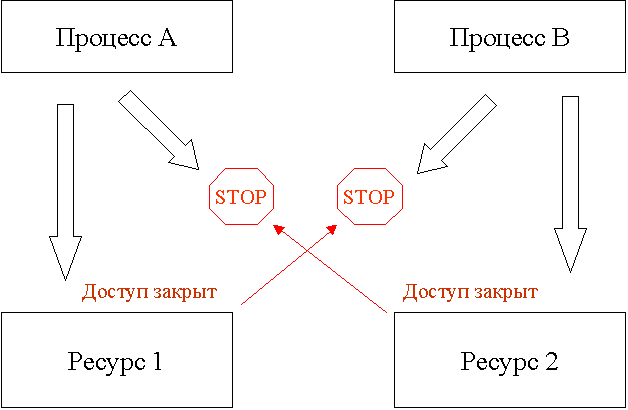 Процесс А
Процесс В
STOP
STOP
Доступ закрыт
Доступ закрыт
Ресурс 1
Ресурс 2